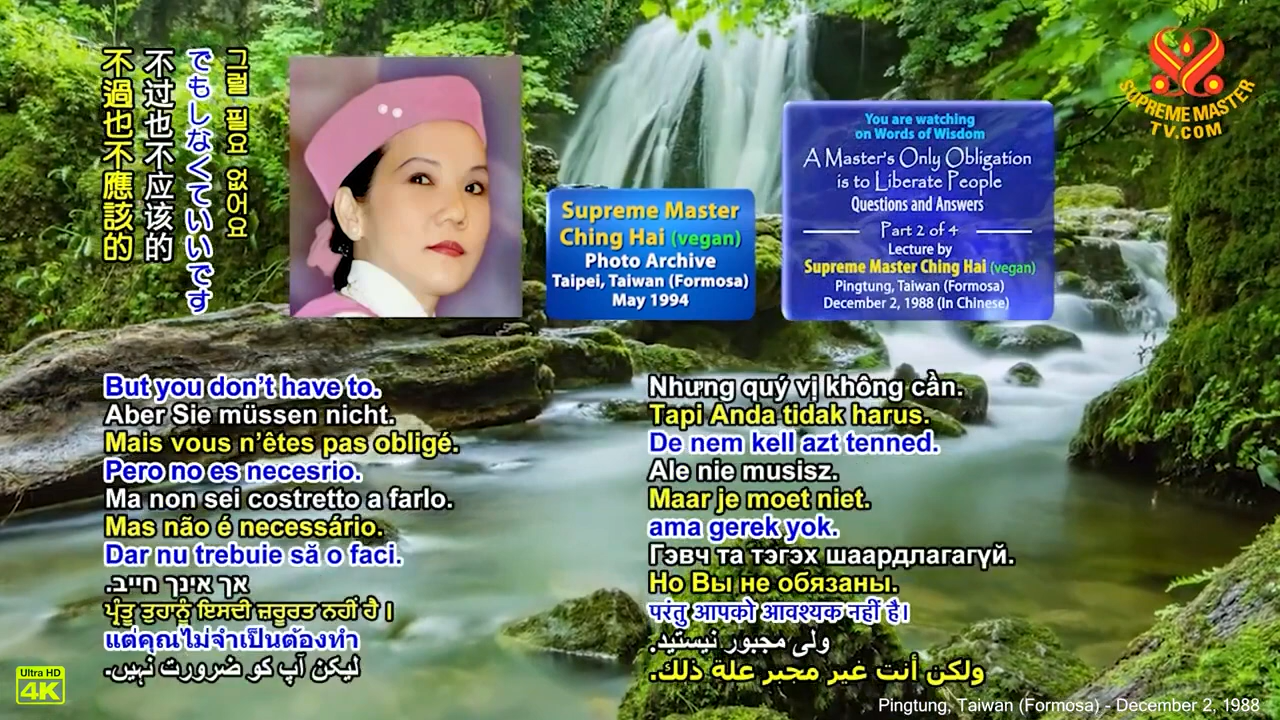 不過也不應該的
不过也不应该的
でもしなくていいです
그럴 필요 없어요
Supreme Master
Ching Hai (vegan)
Photo Archive
Taipei, Taiwan (Formosa)
May 1994
You are watching
on Words of Wisdom
A Master's Only Obligation
is to Liberate People
Questions and Answers
Part 2 of 4
Lecture by
Supreme Master Ching Hai (vegan)
Pingtung, Taiwan (Formosa)
December 2, 1988 (In Chinese)
SUPREME MASTER
TV.COM
But you don't have to.
Aber Sie müssen nicht.
Mais vous n'êtes pas obligé.
Pero no es necesrio.
Ma non sei costretto a farlo.
Mas não é necessário.
Dar nu trebuie să o faci.
אך אינך חייב.
ਪ੍ਰੰਤੂ ਤੁਹਾਨੂੰ ਇਸਦੀ ਜ਼ਰੂਰਤ ਨਹੀਂ ਹੈ।
แต่คุณไม่จำเป็นต้องทำ
لیکن آپ کو ضرورت نہیں.
Nhưng quý vị không cần.
Tapi Anda tidak harus.
De nem kell azt tenned.
Ale nie musisz.
Maar je moet niet.
ama gerek yok.
Гэвч та тэгэх шаардлагагүй.
Но Вы не обязаны.
परंतु आपको आवश्यक नहीं है।
ولی مجبور نیستید.
ولكن أنت غير مجبر علة ذلك.
Ultra HD
4K
Pingtung, Taiwan (Formosa) - December 2, 1988